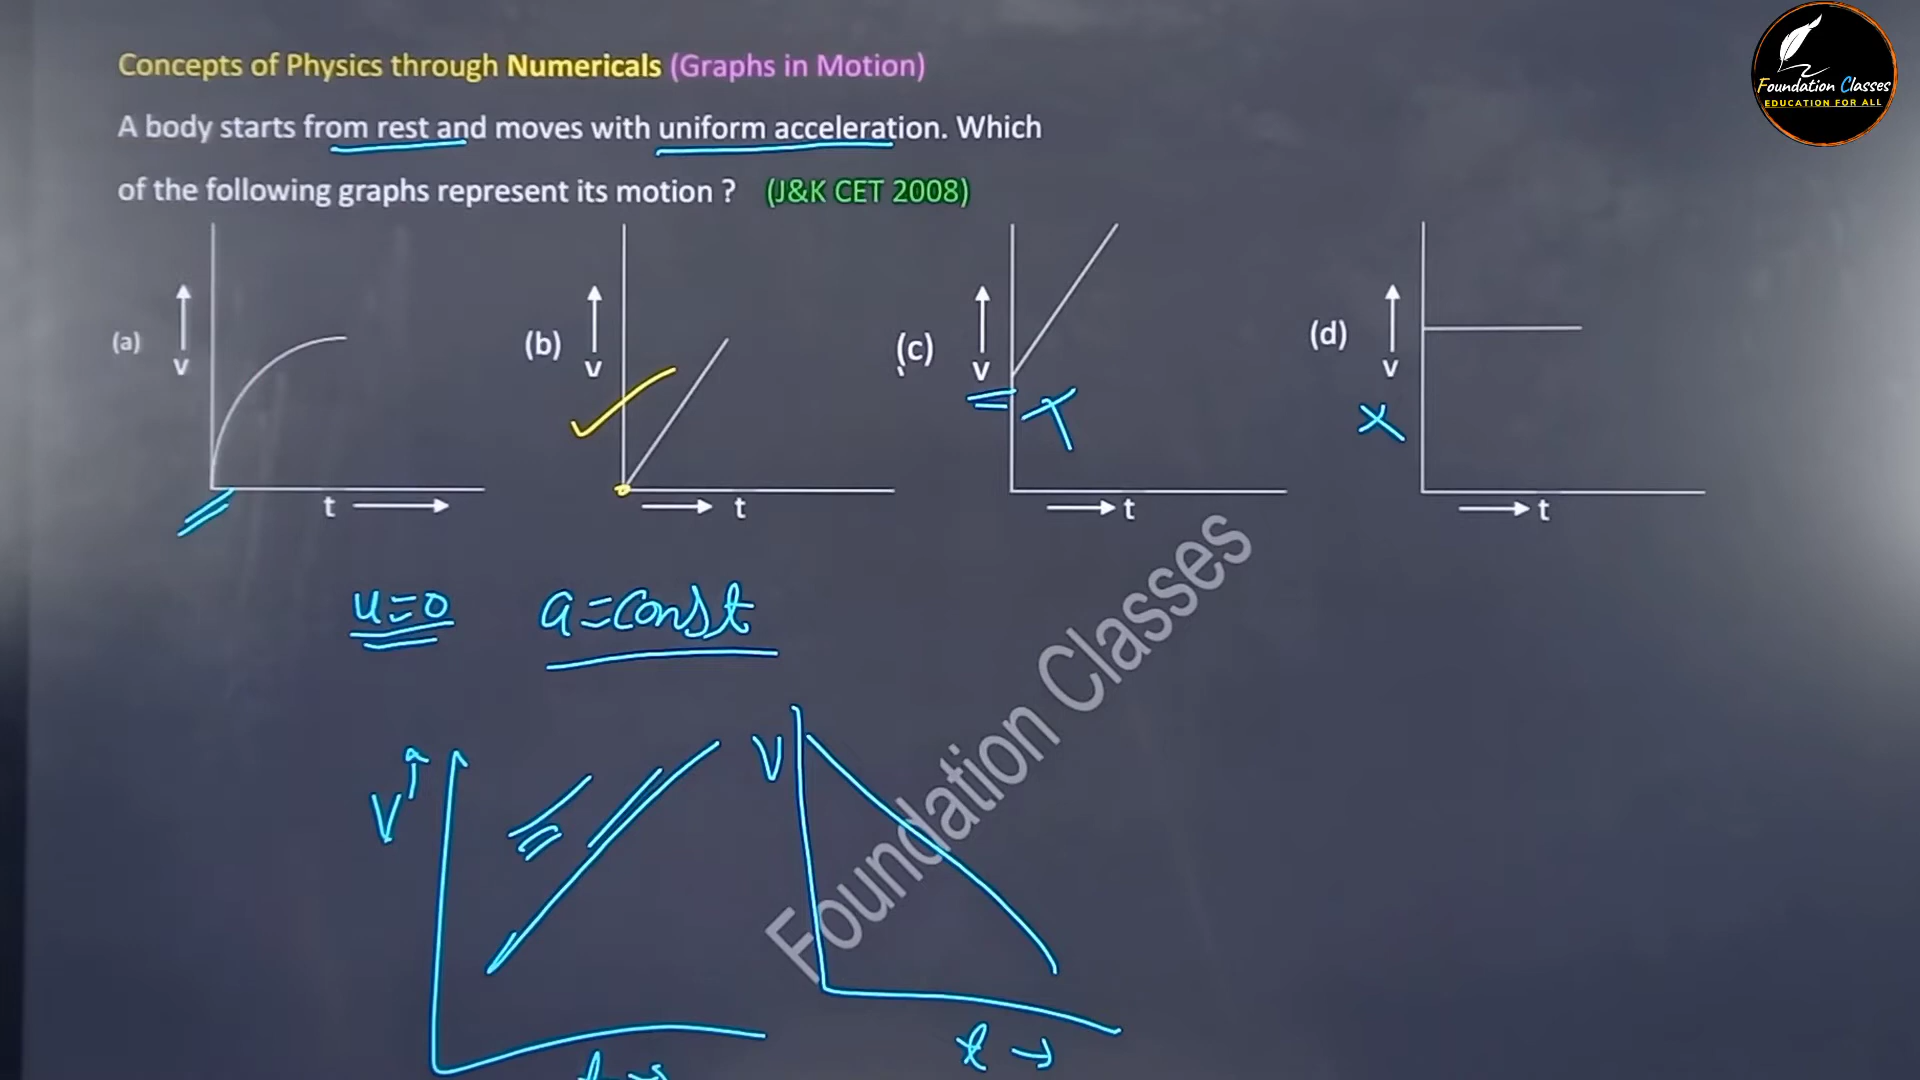 Concepts of Physics through Numericals (Graphs in Motion)
A body starts from rest and moves with uniform acceleration. Which
of the following graphs represent its motion ? (J&K CET 2008)
(a) v t
(b) v t
(c) v t
(d) v t
u=0 a=const
V
V
t
t
Foundation Classes
Foundation Classes
EDUCATION FOR ALL